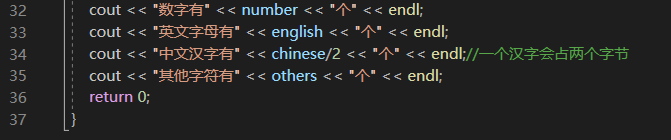 32 cout << "数字有" << number << "个" << endl;
33 cout << "英文字母有" << english << "个" << endl;
34 cout << "中文汉字有" << chinese/2 << "个" << endl;//一个汉字会占两个字节
35 cout << "其他字符有" << others << "个" << endl;
36 return 0;
37 }